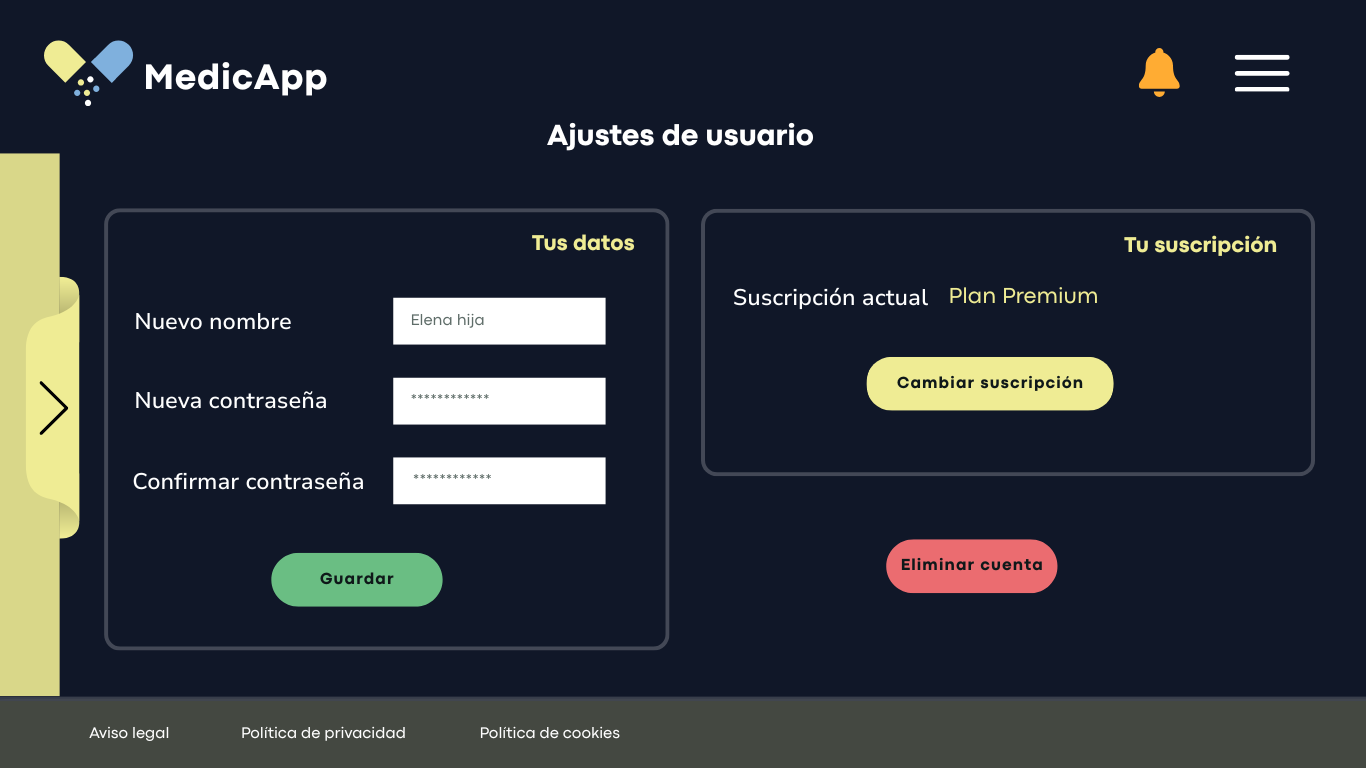 MedicApp
Ajustes de usuario
Tus datos
Nuevo nombre
Elena hija
Nueva contraseña
************
Confirmar contraseña
************
Guardar
Tu suscripción
Suscripción actual Plan Premium
Cambiar suscripción
Eliminar cuenta
Aviso legal
Política de privacidad
Política de cookies